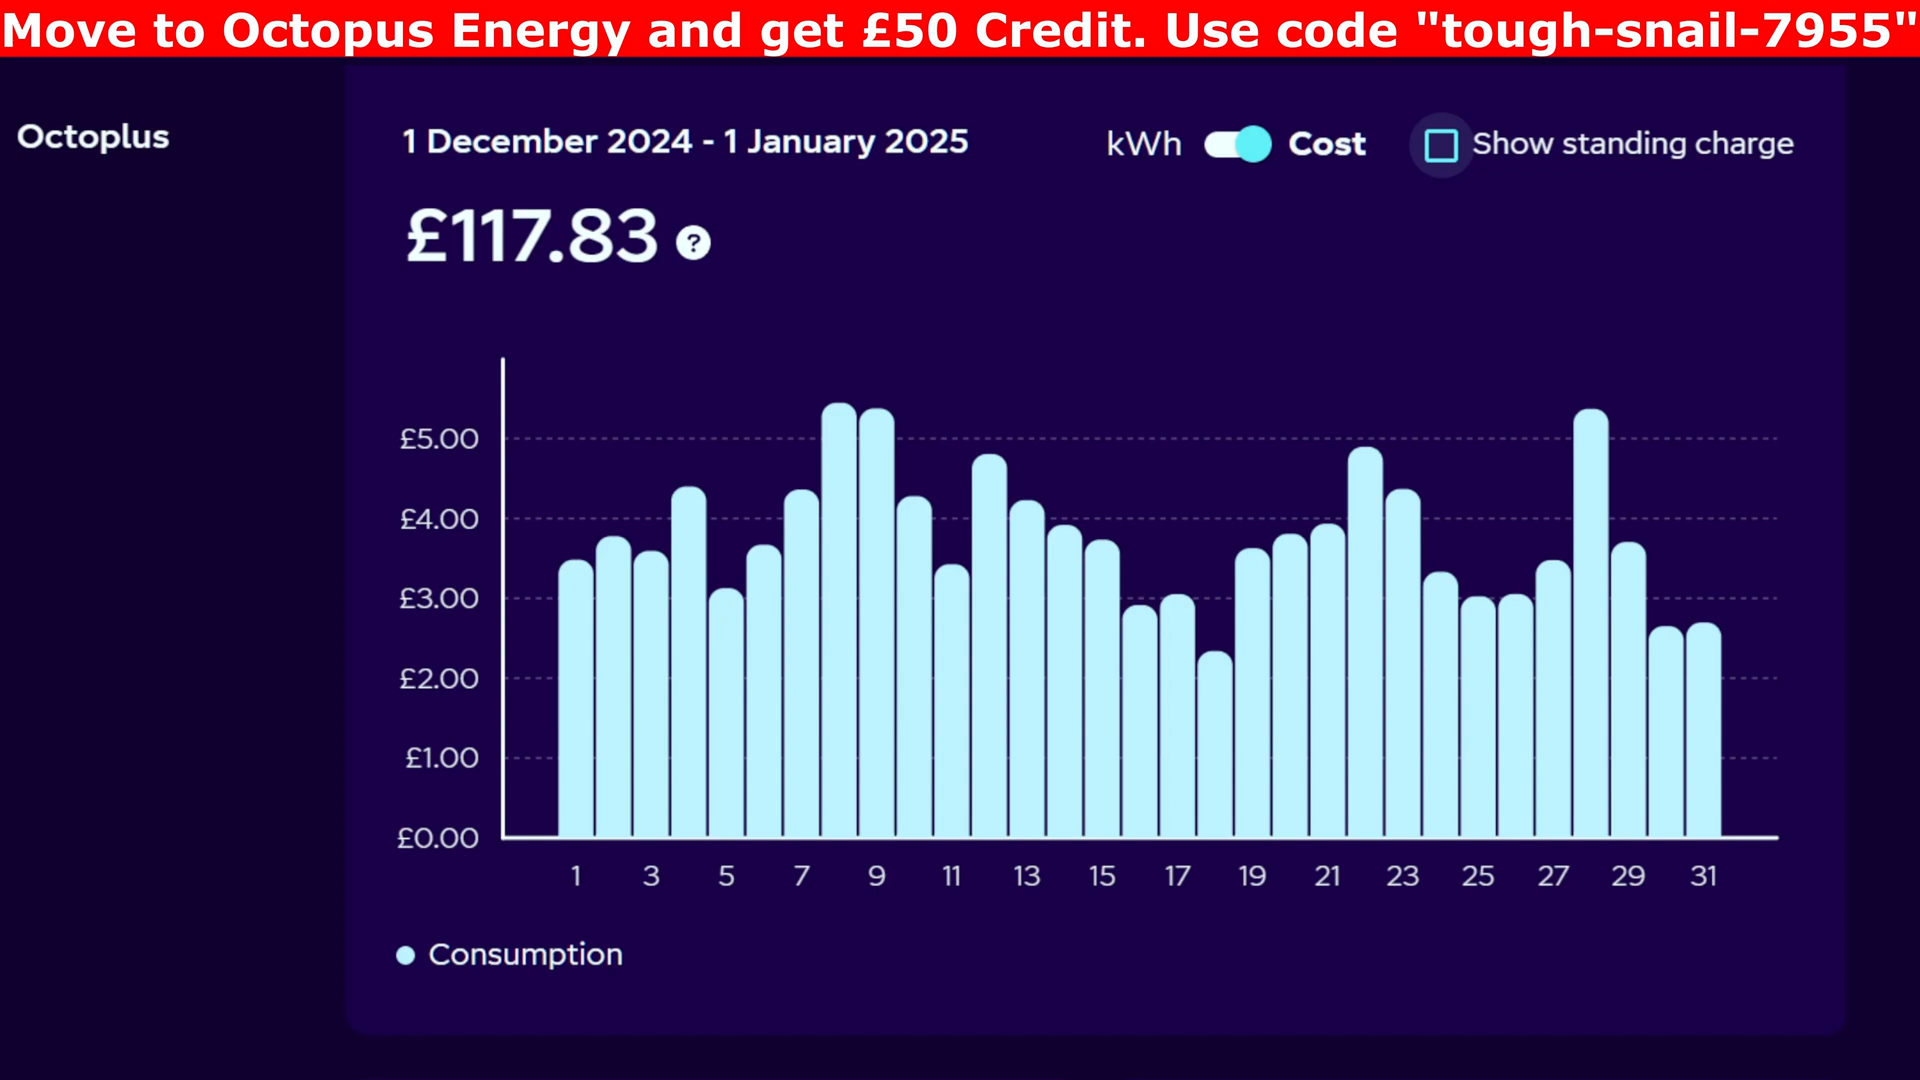 Move to Octopus Energy and get £50 Credit. Use code "tough-snail-7955"
Octoplus
1 December 2024 - 1 January 2025
kWh Cost Show standing charge
£117.83 ?
£5.00
£4.00
£3.00
£2.00
£1.00
£0.00
1 3 5 7 9 11 13 15 17 19 21 23 25 27 29 31
Consumption